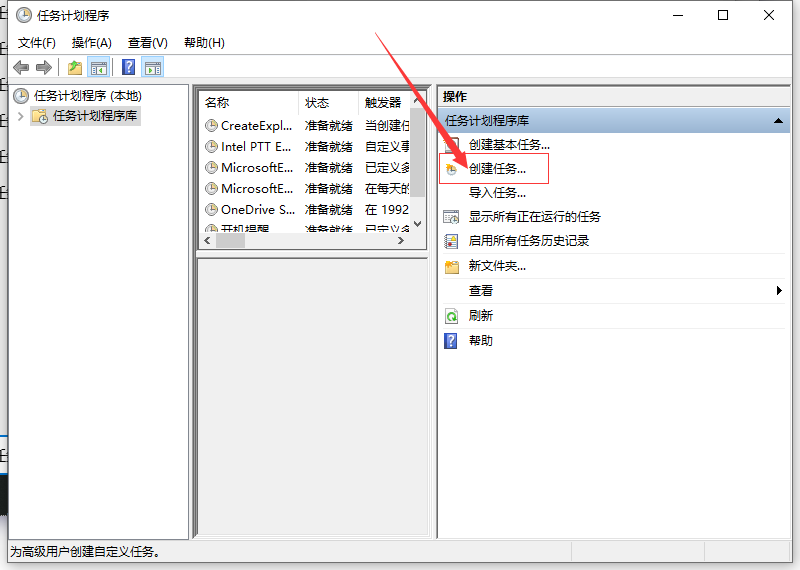 任务计划程序
文件(F) 操作(A) 查看(V) 帮助(H)
任务计划程序 (本地)
任务计划程序库
名称 状态 触发器
CreateExpl... 准备就绪 当创建任
Intel PTT E... 准备就绪 自定义事
MicrosoftE... 准备就绪 已定义多
MicrosoftE... 准备就绪 在每天的
OneDrive S... 准备就绪 在 1992
开机提醒 准备就绪 已定义多
操作
任务计划程序库
创建基本任务...
创建任务...
导入任务...
显示所有正在运行的任务
启用所有任务历史记录
新文件夹...
查看
刷新
帮助
为高级用户创建自定义任务。